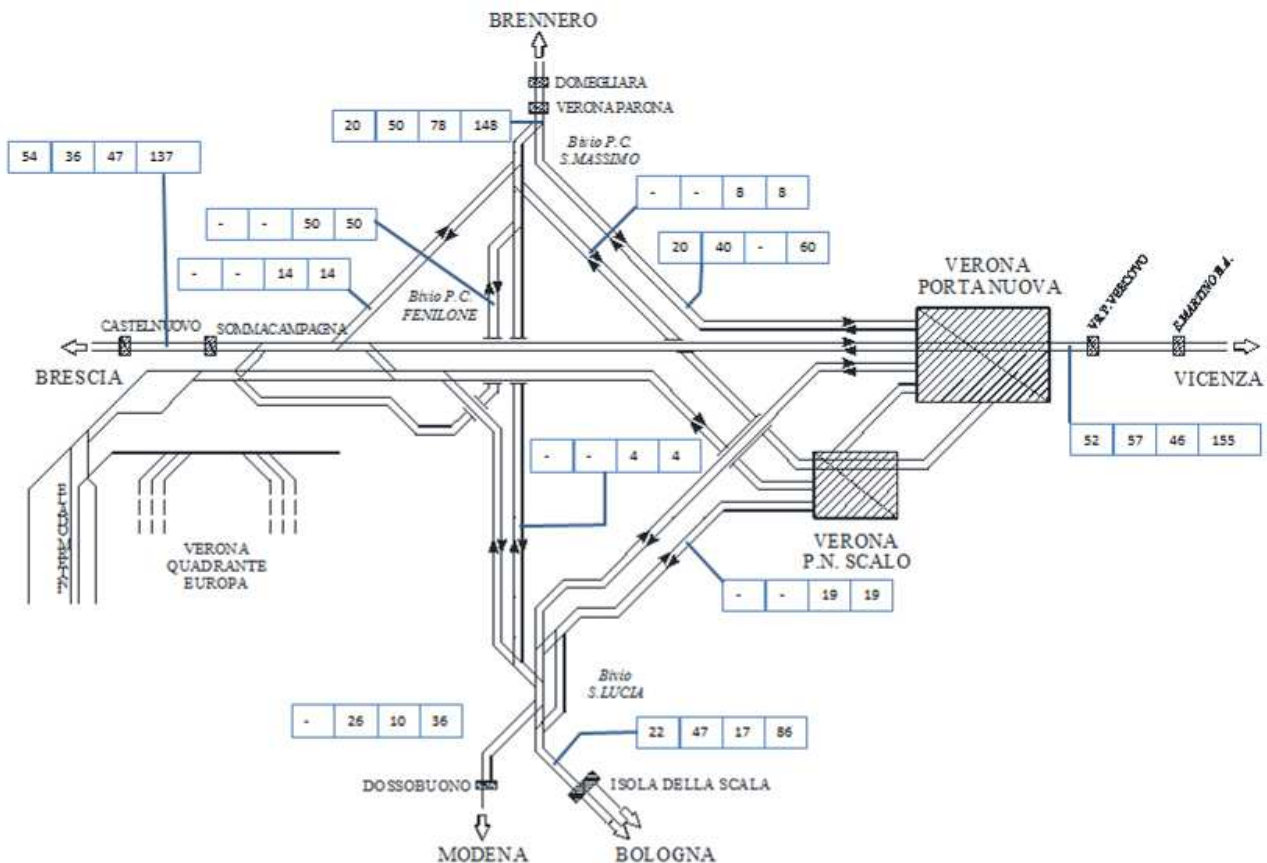 BRENNERO
DOMEGLIARA
VERONA PARONA
20 50 78 148
Bivio P.C.
S.MASSIMO
54 36 47 137
- - 8 8
- - 50 50
20 40 - 60
- - 14 14
VERONA
PORTA NUOVA
VR P. VESCOVO
S.MARTINO B.A.
Bivio P.C.
FENILONE
CASTELNUOVO
SOMMACAMPAGNA
BRESCIA
VICENZA
52 57 46 155
- - 4 4
VERONA
QUADRANTE
EUROPA
VERONA
P.N. SCALO
- - 19 19
Bivio
S.LUCIA
- 26 10 36
22 47 17 86
DOSSOBUONO
ISOLA DELLA SCALA
MODENA
BOLOGNA